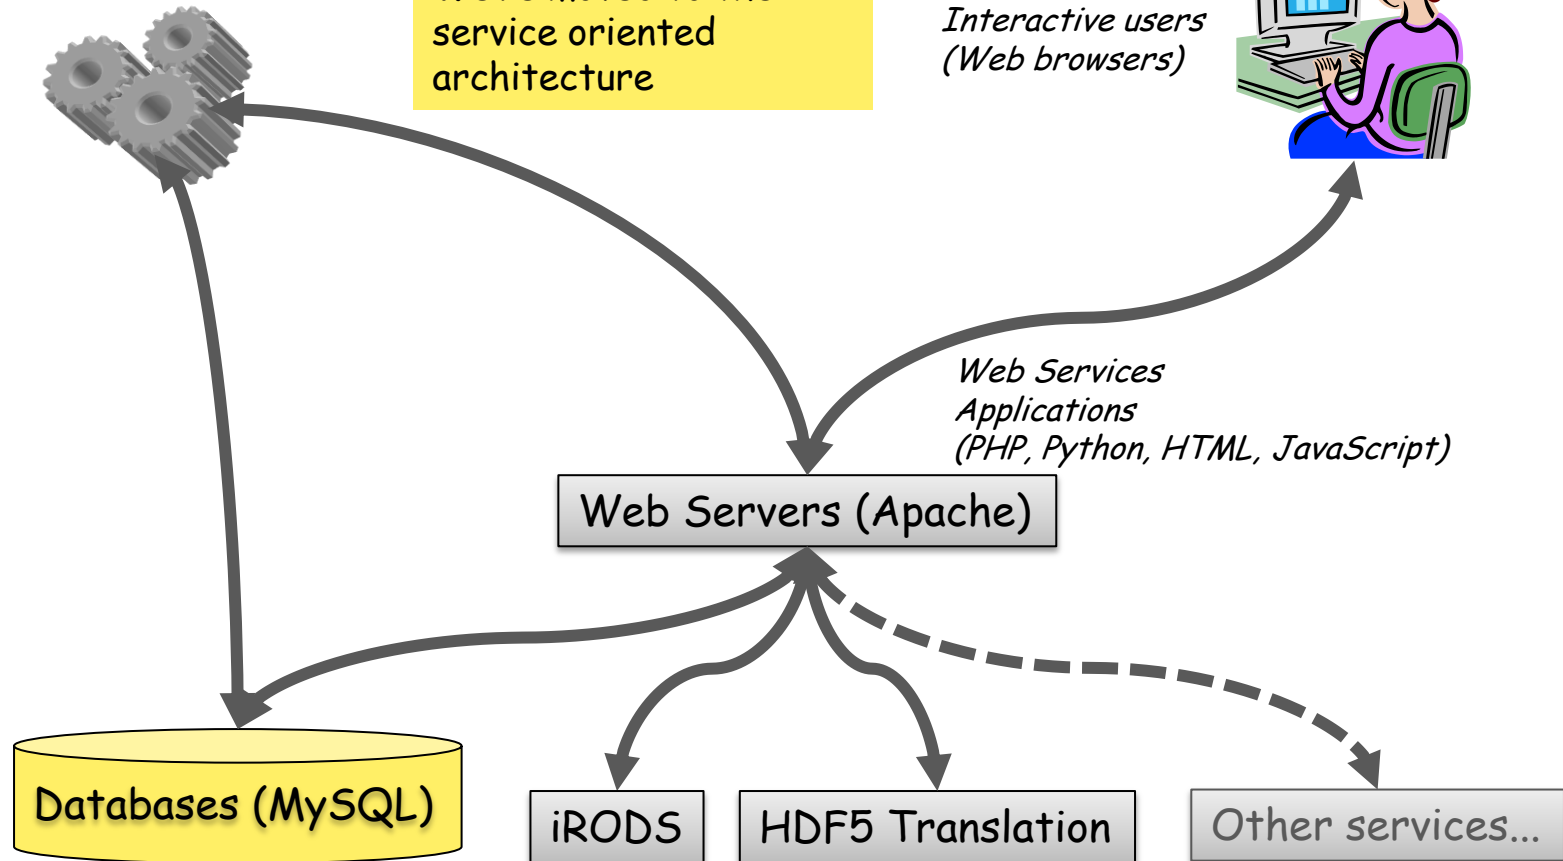 service oriented
architecture
Interactive users
(Web browsers)
Web Services
Applications
(PHP, Python, HTML, JavaScript)
Web Servers (Apache)
Databases (MySQL)
iRODS
HDF5 Translation
Other services...